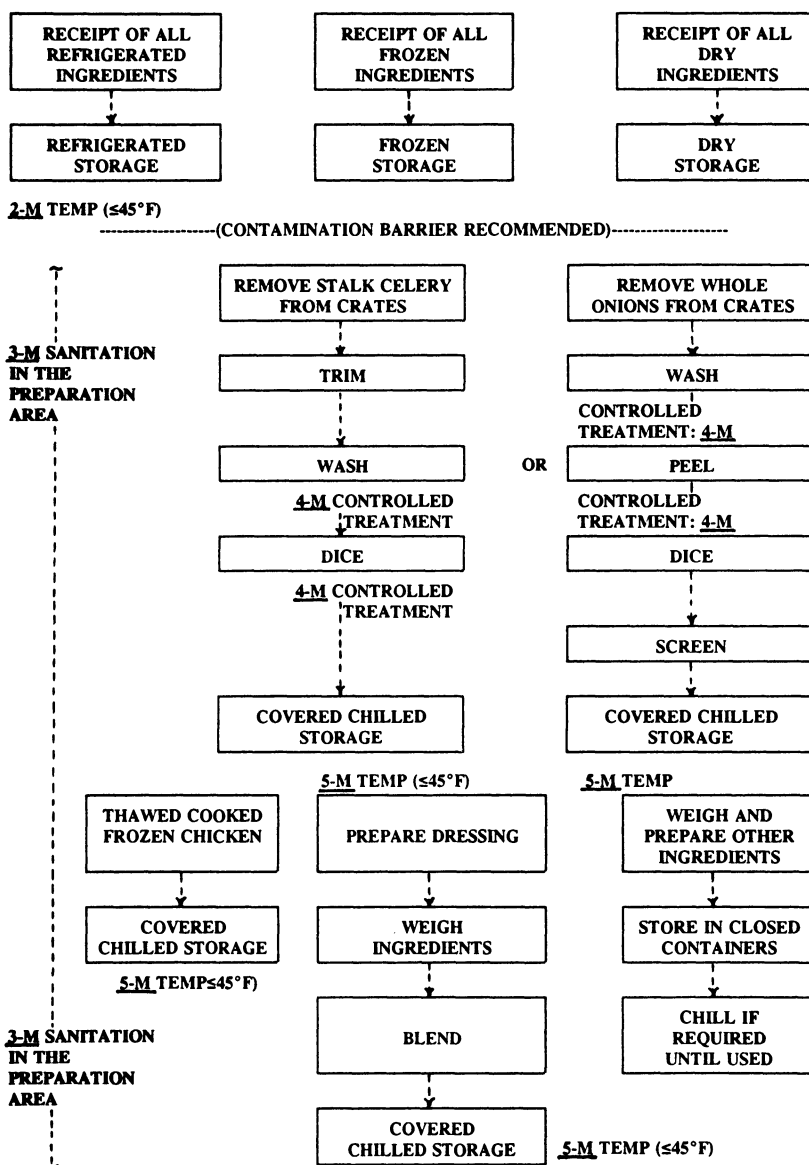 RECEIPT OF ALL
REFRIGERATED
INGREDIENTS
RECEIPT OF ALL
FROZEN
INGREDIENTS
RECEIPT OF ALL
DRY
INGREDIENTS
REFRIGERATED
STORAGE
FROZEN
STORAGE
DRY
STORAGE
2-M TEMP (≤45°F)
(CONTAMINATION BARRIER RECOMMENDED)
3-M SANITATION
IN THE
PREPARATION
AREA
REMOVE STALK CELERY
FROM CRATES
TRIM
WASH
4-M CONTROLLED
TREATMENT
DICE
4-M CONTROLLED
TREATMENT
COVERED CHILLED
STORAGE
5-M TEMP (≤45°F)
REMOVE WHOLE
ONIONS FROM CRATES
WASH
CONTROLLED
TREATMENT: 4-M
OR
PEEL
CONTROLLED
TREATMENT: 4-M
DICE
SCREEN
COVERED CHILLED
STORAGE
5-M TEMP
THAWED COOKED
FROZEN CHICKEN
COVERED
CHILLED STORAGE
5-M TEMP≤45°F)
PREPARE DRESSING
WEIGH
INGREDIENTS
BLEND
COVERED
CHILLED STORAGE
5-M TEMP (≤45°F)
WEIGH AND
PREPARE OTHER
INGREDIENTS
STORE IN CLOSED
CONTAINERS
CHILL IF
REQUIRED
UNTIL USED
3-M SANITATION
IN THE
PREPARATION
AREA